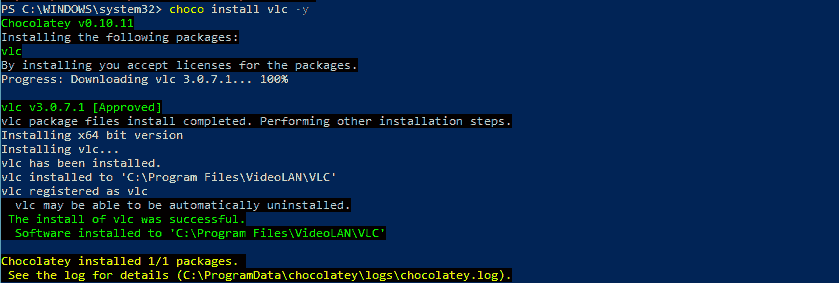 PS C:\WINDOWS\system32> choco install vlc -y
Chocolatey v0.10.11
Installing the following packages:
vlc
By installing you accept licenses for the packages.
Progress: Downloading vlc 3.0.7.1... 100%
vlc v3.0.7.1 [Approved]
vlc package files install completed. Performing other installation steps.
Installing x64 bit version
Installing vlc...
vlc has been installed.
vlc installed to 'C:\Program Files\VideoLAN\VLC'
vlc registered as vlc
vlc may be able to be automatically uninstalled.
The install of vlc was successful.
Software installed to 'C:\Program Files\VideoLAN\VLC'
Chocolatey installed 1/1 packages.
See the log for details (C:\ProgramData\chocolatey\logs\chocolatey.log).